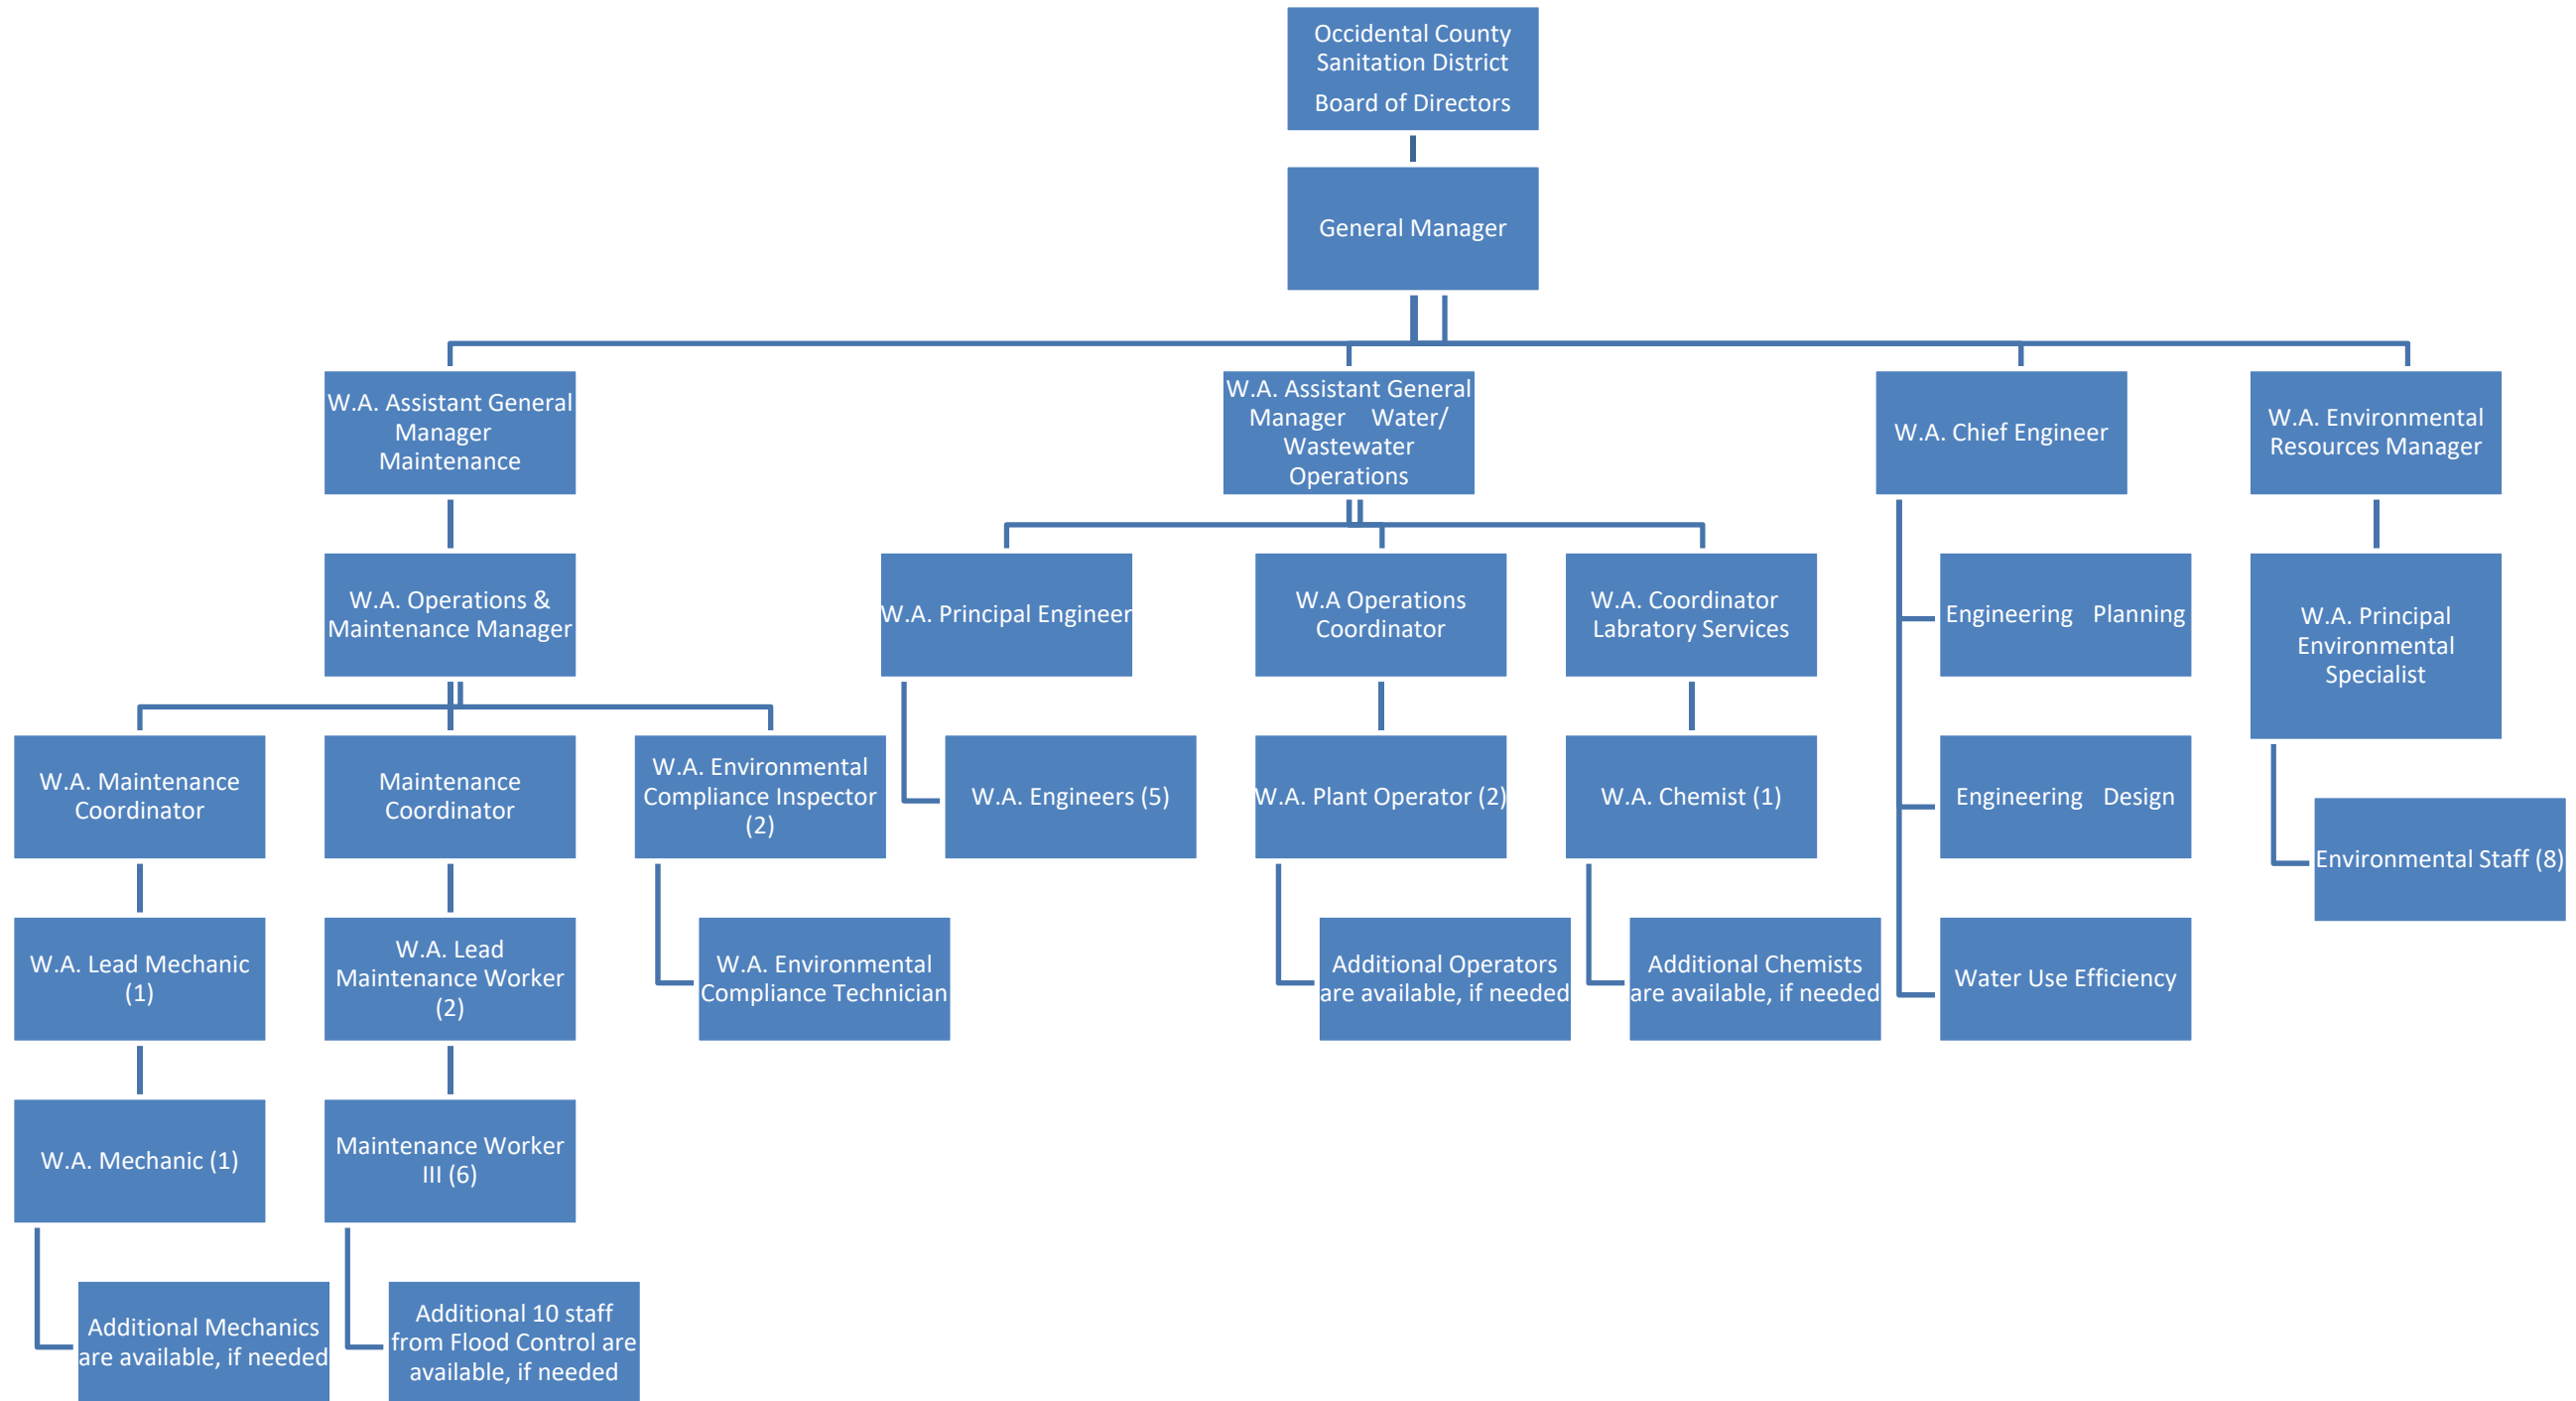 Occidental County
Sanitation District
Board of Directors
General Manager
W.A. Assistant General
Manager
Maintenance
W.A. Assistant General
Manager Water/
Wastewater
Operations
W.A. Chief Engineer
W.A. Environmental
Resources Manager
W.A. Operations &
Maintenance Manager
W.A. Principal Engineer
W.A Operations
Coordinator
W.A. Coordinator
Labratory Services
Engineering Planning
W.A. Principal
Environmental
Specialist
W.A. Maintenance
Coordinator
Maintenance
Coordinator
W.A. Environmental
Compliance Inspector
(2)
W.A. Engineers (5)
W.A. Plant Operator (2)
W.A. Chemist (1)
Engineering Design
Environmental Staff (8)
W.A. Lead Mechanic
(1)
W.A. Lead
Maintenance Worker
(2)
W.A. Environmental
Compliance Technician
Additional Operators
are available, if needed
Additional Chemists
are available, if needed
Water Use Efficiency
W.A. Mechanic (1)
Maintenance Worker
III (6)
Additional Mechanics
are available, if needed
Additional 10 staff
from Flood Control are
available, if needed